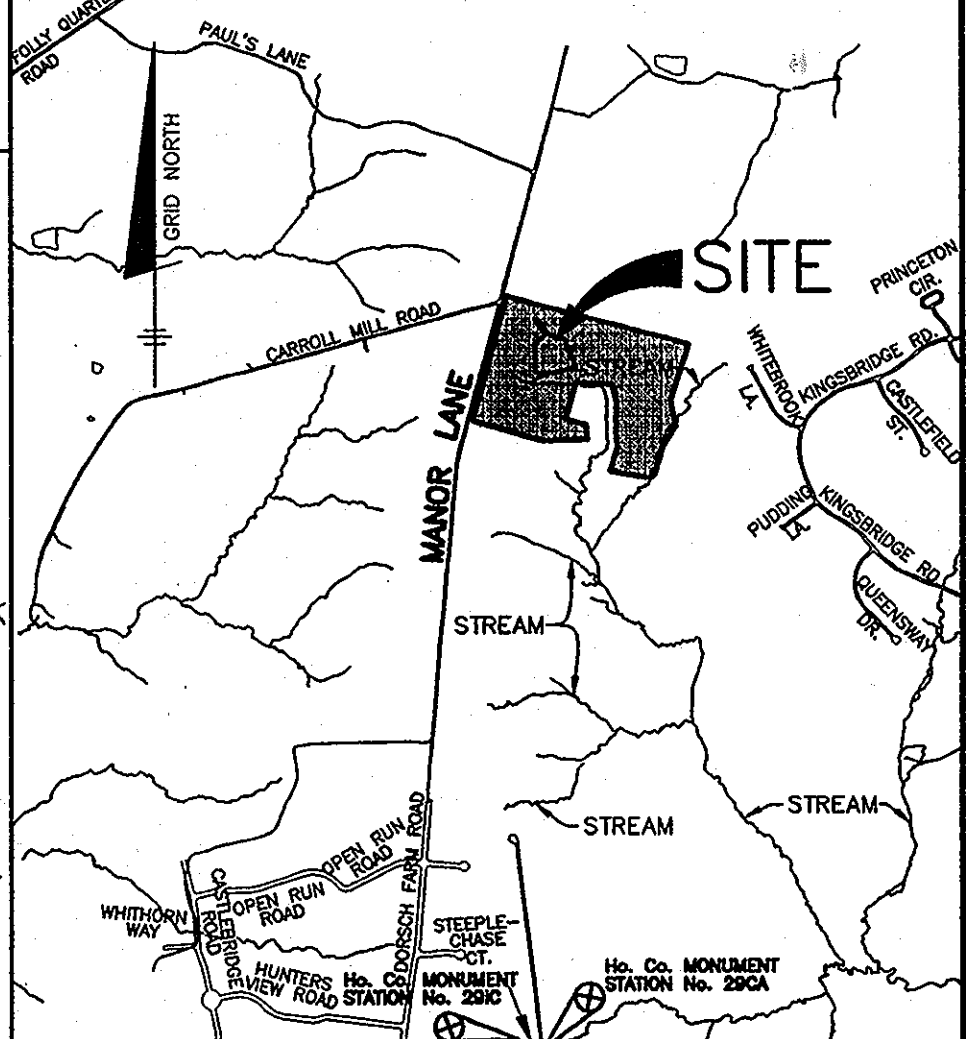 FOLLY QUARTE
ROAD
PAUL'S LANE
GRID NORTH
SITE
PRINCETON
CIR.
CARROLL MILL ROAD
STREAM
WHITEBROOK
LA.
KINGSBRIDGE RD.
CASTLEFIELD
ST.
MANOR LANE
PUDDING
LA.
KINGSBRIDGE RD.
QUEENSWAY
DR.
STREAM
STREAM
STREAM
OPEN RUN
ROAD
DORSCH FARM ROAD
OPEN RUN
ROAD
CASTLEBRIDGE
ROAD
WHITHORN
WAY
STEEPLE-
CHASE
CT.
HUNTERS
VIEW ROAD
Ho. Co. MONUMENT
STATION No. 29IC
Ho. Co. MONUMENT
STATION No. 29CA